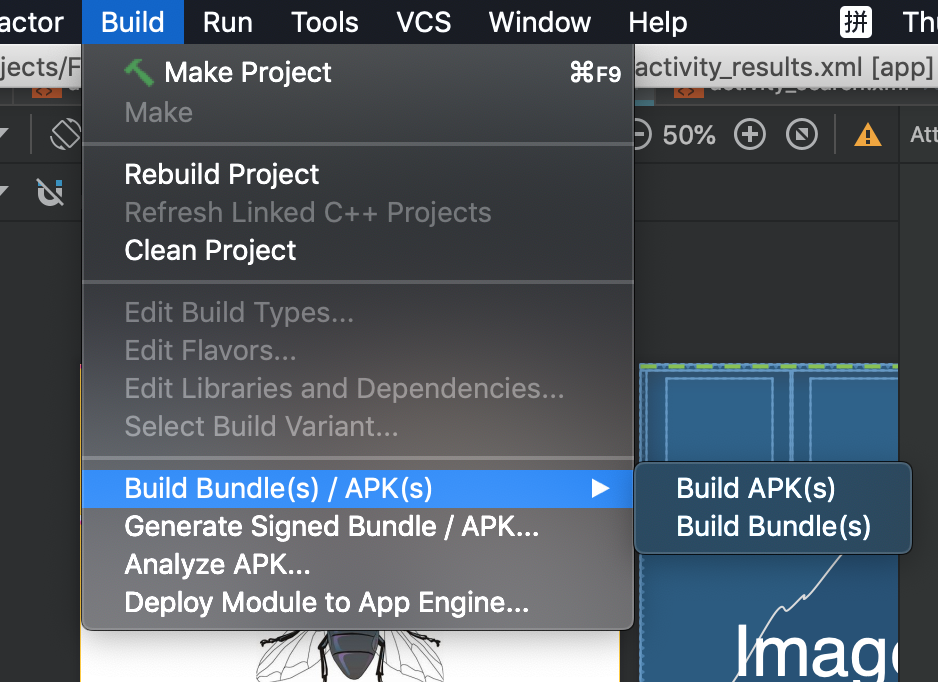 actor Build Run Tools VCS Window Help 拼 Thu
jects/F activity_results.xml [app]
Make Project ⌘F9
Make
50% Att
Rebuild Project
Refresh Linked C++ Projects
Clean Project
Edit Build Types...
Edit Flavors...
Edit Libraries and Dependencies...
Select Build Variant...
Build Bundle(s) / APK(s)
Build APK(s)
Generate Signed Bundle / APK...
Build Bundle(s)
Analyze APK...
Deploy Module to App Engine...
Image